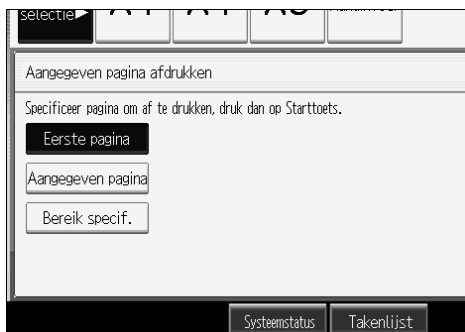 selectie►
Aangegeven pagina afdrukken
Specificeer pagina om af te drukken, druk dan op Starttoets.
Eerste pagina
Aangegeven pagina
Bereik specif.
Systeemstatus Takenlijst